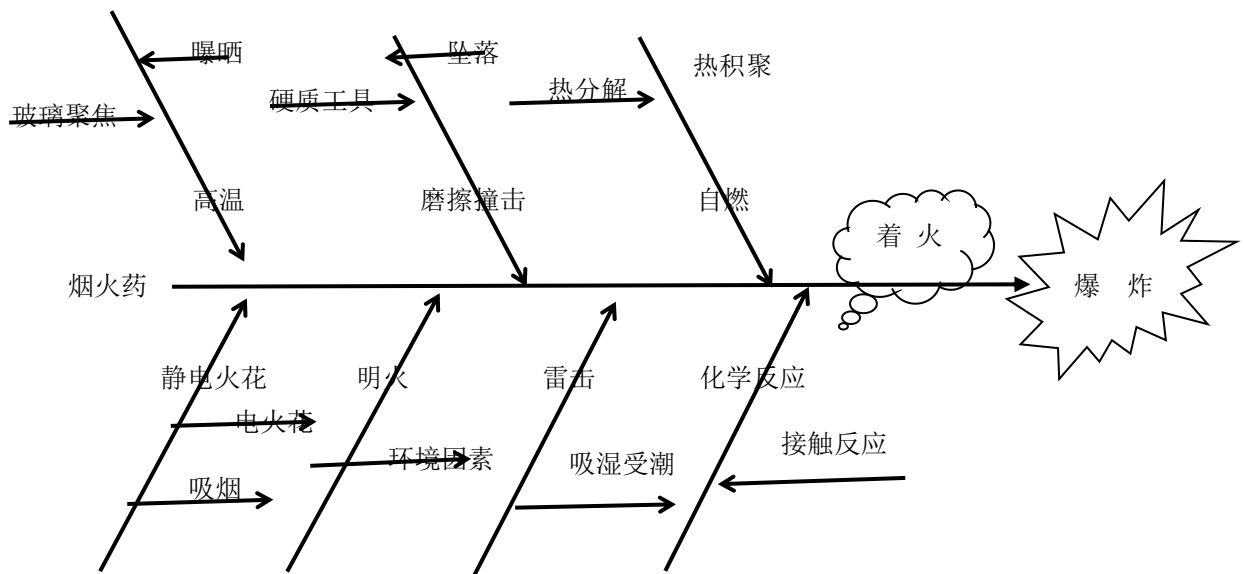 曝晒
坠落
热积聚
热分解
硬质工具
玻璃聚焦
高温
磨擦撞击
自燃
着 火
烟火药
爆 炸
静电火花
明火
雷击
化学反应
电火花
接触反应
环境因素
吸湿受潮
吸烟